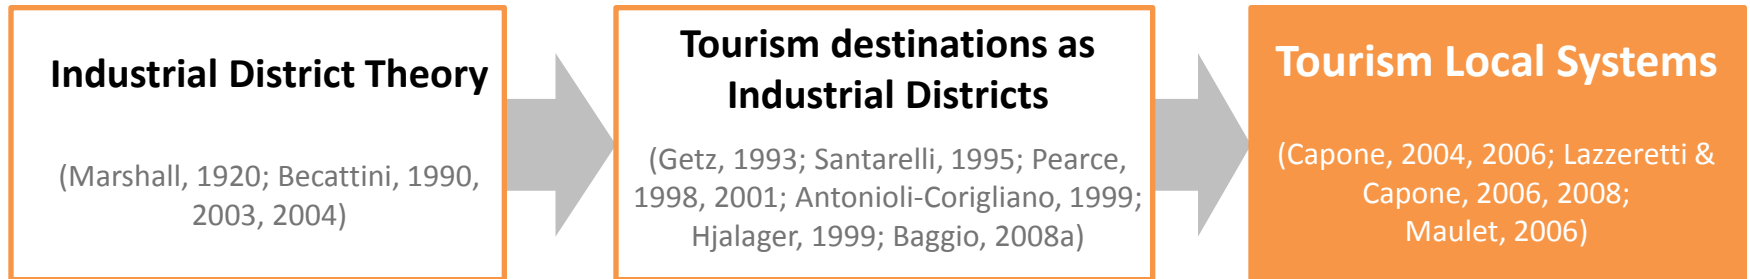 Industrial District Theory
(Marshall, 1920; Becattini, 1990,
2003, 2004)
Tourism destinations as
Industrial Districts
(Getz, 1993; Santarelli, 1995; Pearce,
1998, 2001; Antonioli-Corigliano, 1999;
Hjalager, 1999; Baggio, 2008a)
Tourism Local Systems
(Capone, 2004, 2006; Lazzeretti &
Capone, 2006, 2008;
Maulet, 2006)